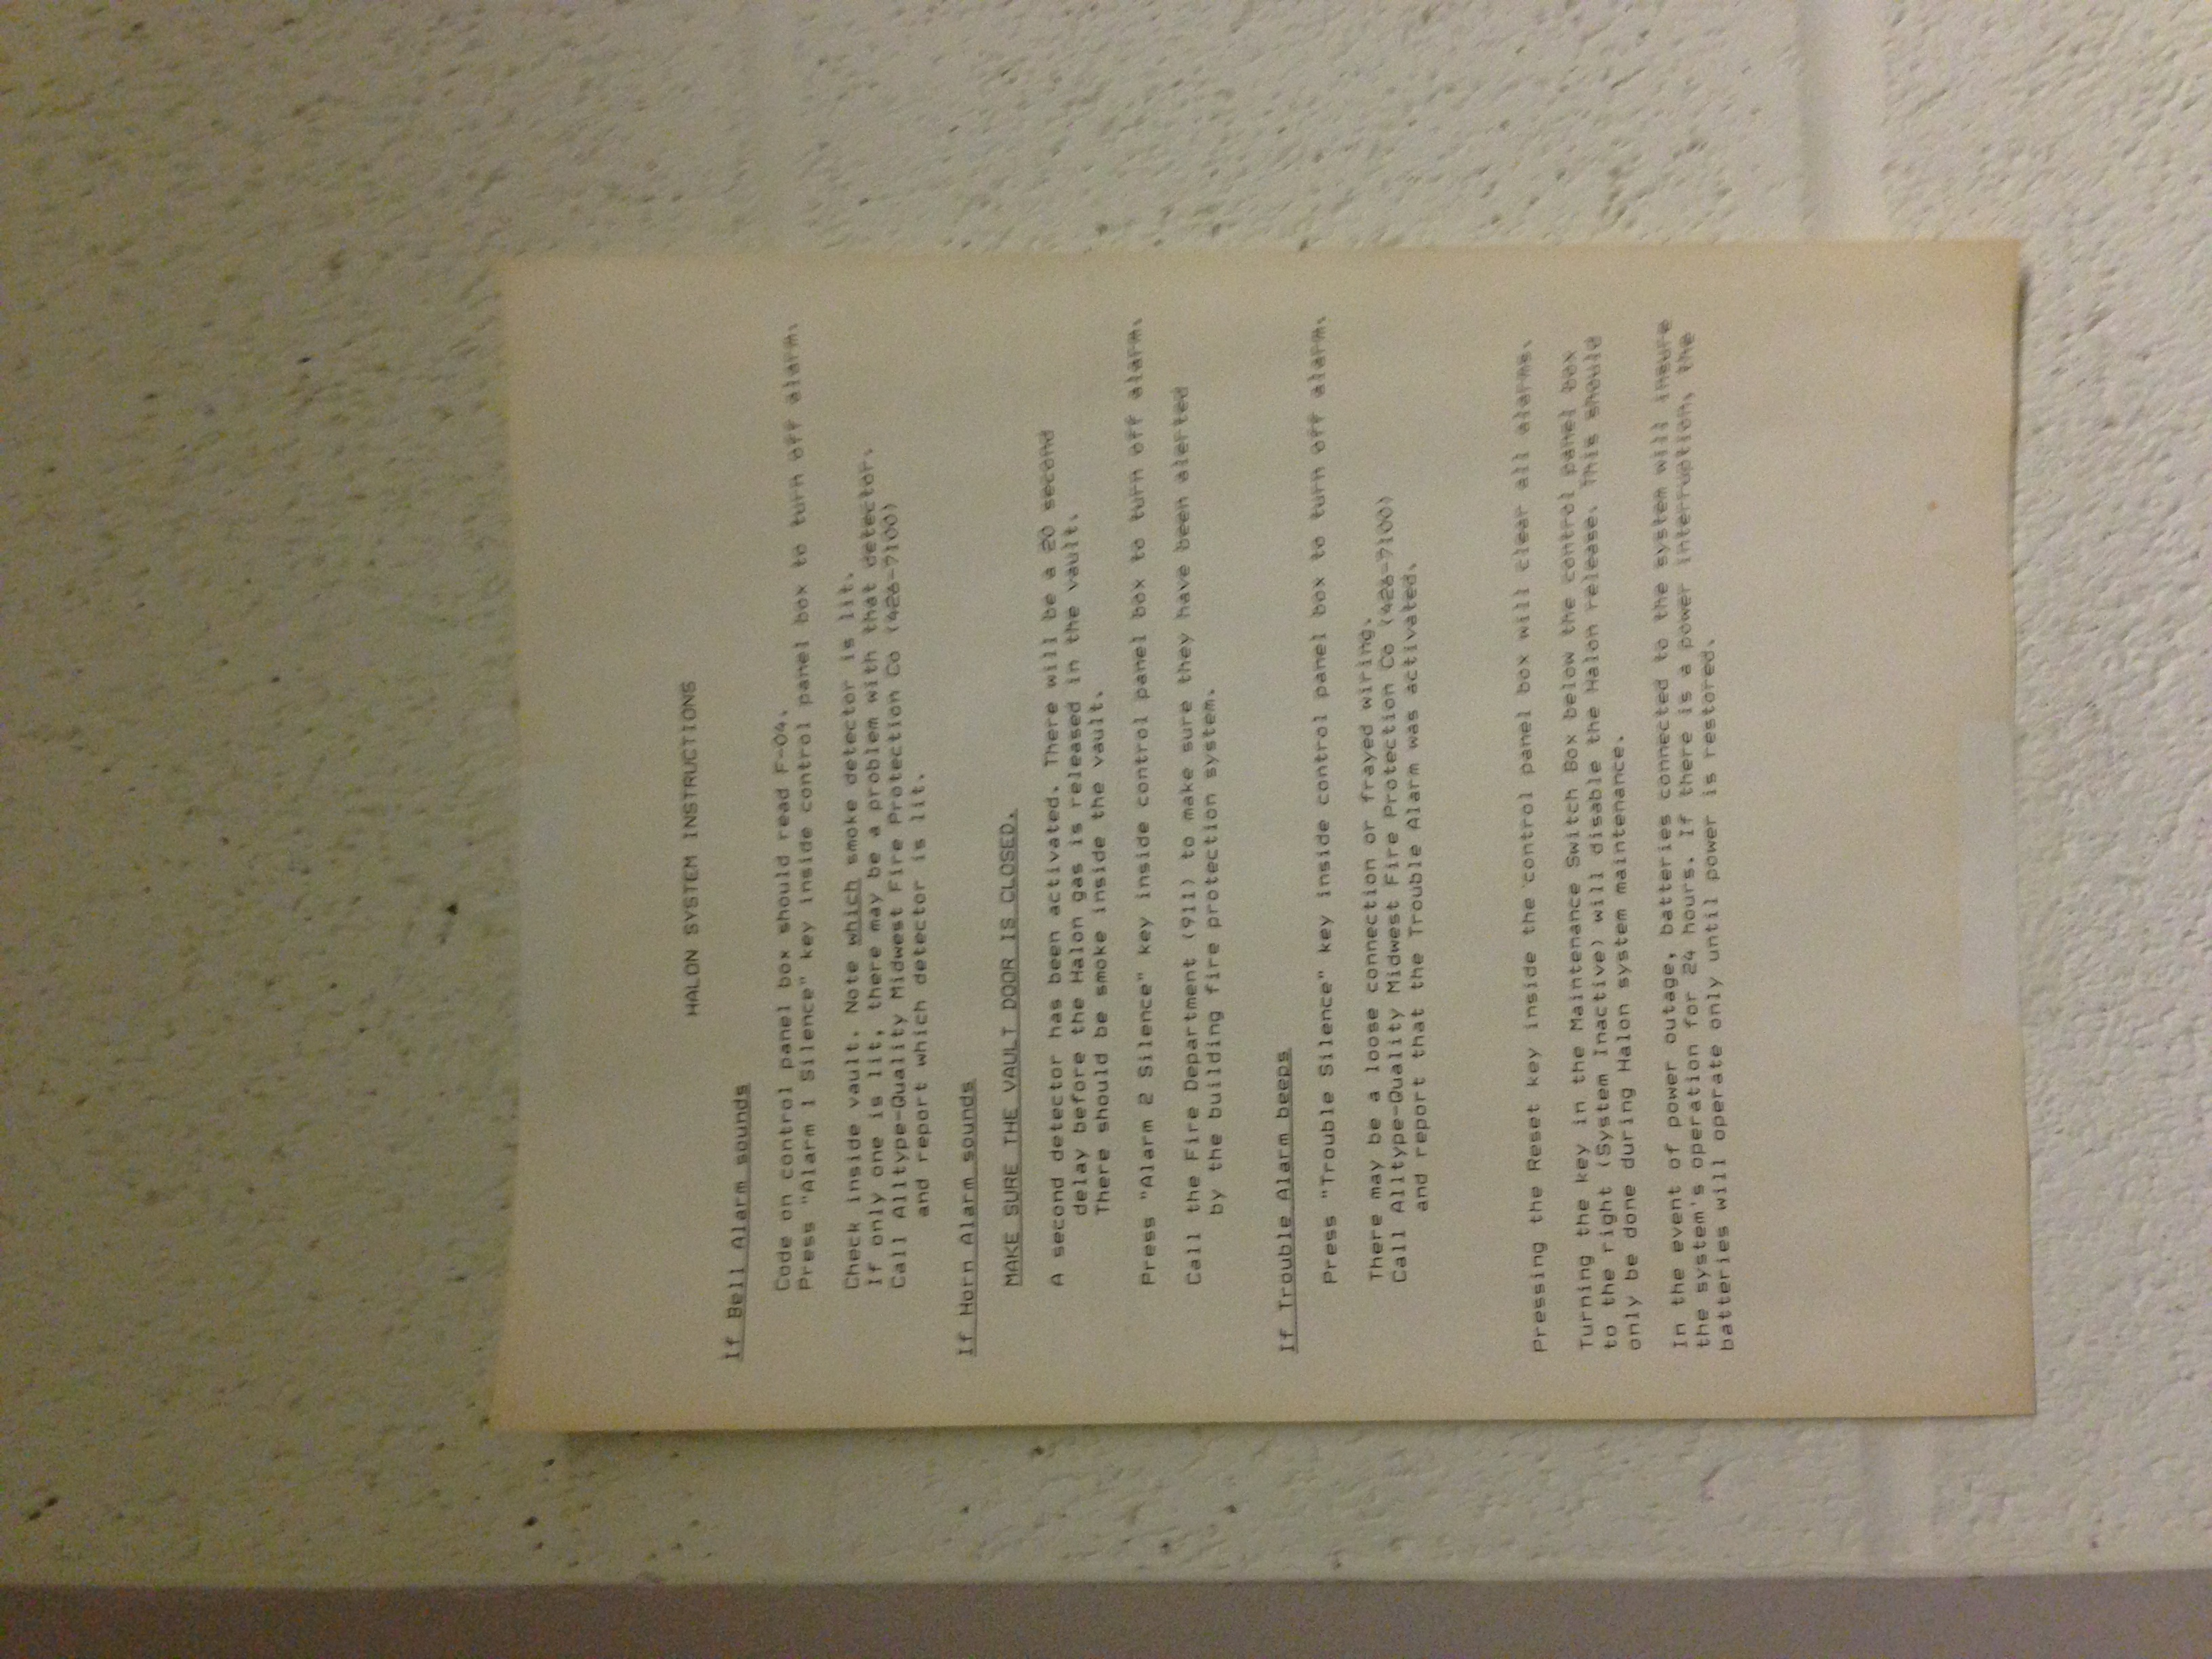 HALON SYSTEM INSTRUCTIONS
If Bell Alarm sounds
Code on control panel box should read F-04.
Press "Alarm 1 Silence" key inside control panel box to turn off alarm.
Check inside vault. Note which smoke detector is lit.
If only one is lit, there may be a problem with that detector.
Call Alltype-Quality Midwest Fire Protection Co (426-7100)
and report which detector is lit.
If Horn Alarm sounds
MAKE SURE THE VAULT DOOR IS CLOSED.
A second detector has been activated. There will be a 20 second
delay before the Halon gas is released in the vault.
There should be smoke inside the vault.
Press "Alarm 2 Silence" key inside control panel box to turn off alarm.
Call the Fire Department (911) to make sure they have been alerted
by the building fire protection system.
If Trouble Alarm beeps
Press "Trouble Silence" key inside control panel box to turn off alarm.
There may be a loose connection or frayed wiring.
Call Alltype-Quality Midwest Fire Protection Co (426-7100)
and report that the Trouble Alarm was activated.
Pressing the Reset key inside the control panel box will clear all alarms.
Turning the key in the Maintenance Switch Box below the control panel box
to the right (System Inactive) will disable the Halon release. This should
only be done during Halon system maintenance.
In the event of power outage, batteries connected to the system will insure
the system's operation for 24 hours. If there is a power interruption, the
batteries will operate only until power is restored.